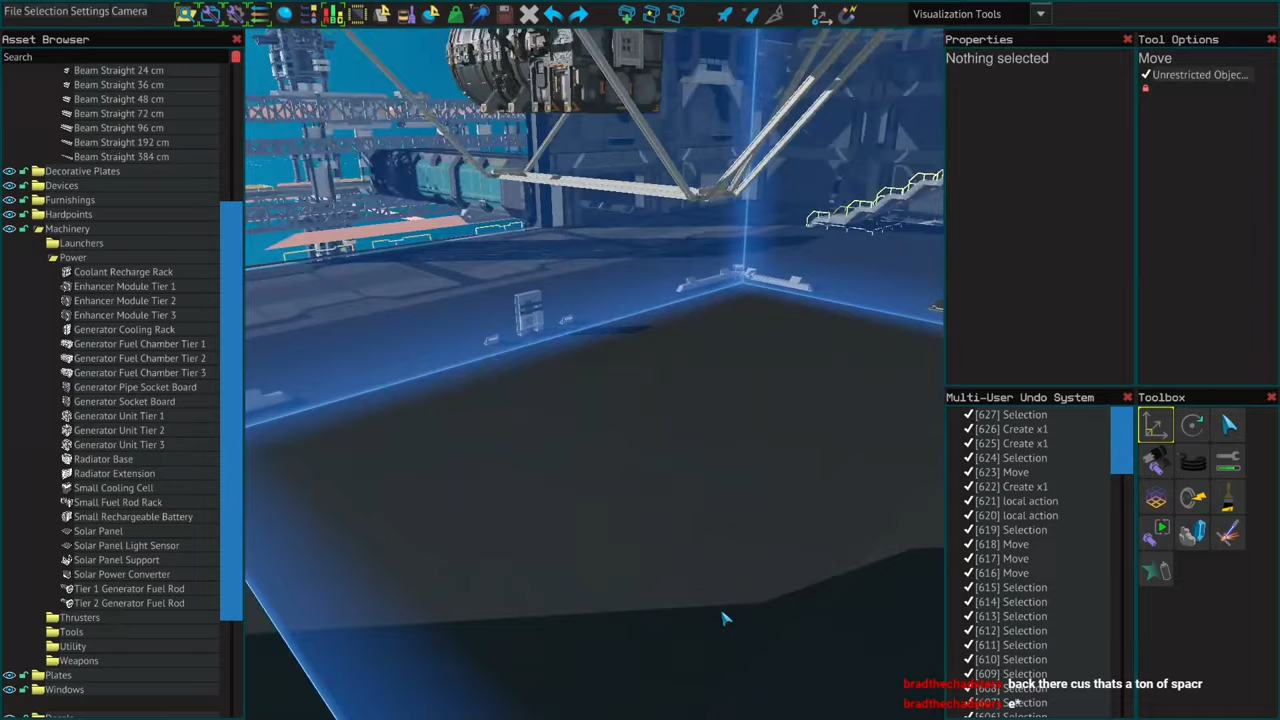 File Selection Settings Camera
Visualization Tools
Asset Browser
Search
Beam Straight 24 cm
Beam Straight 36 cm
Beam Straight 48 cm
Beam Straight 72 cm
Beam Straight 96 cm
Beam Straight 192 cm
Beam Straight 384 cm
Decorative Plates
Devices
Furnishings
Hardpoints
Machinery
Launchers
Power
Coolant Recharge Rack
Enhancer Module Tier 1
Enhancer Module Tier 2
Enhancer Module Tier 3
Generator Cooling Rack
Generator Fuel Chamber Tier 1
Generator Fuel Chamber Tier 2
Generator Fuel Chamber Tier 3
Generator Pipe Socket Board
Generator Socket Board
Generator Unit Tier 1
Generator Unit Tier 2
Generator Unit Tier 3
Radiator Base
Radiator Extension
Small Cooling Cell
Small Fuel Rod Rack
Small Rechargeable Battery
Solar Panel
Solar Panel Light Sensor
Solar Panel Support
Solar Power Converter
Tier 1 Generator Fuel Rod
Tier 2 Generator Fuel Rod
Thrusters
Tools
Utility
Weapons
Plates
Windows
Properties
Nothing selected
Tool Options
Move
Unrestricted Objec...
Multi-User Undo System
[627] Selection
[626] Create x1
[625] Create x1
[624] Selection
[623] Move
[622] Create x1
[621] local action
[620] local action
[619] Selection
[618] Move
[617] Move
[616] Move
[615] Selection
[614] Selection
[613] Selection
[612] Selection
[611] Selection
[610] Selection
[609] Selection
Selection
Selection
Toolbox
back there cus thats a ton of spacr
e*